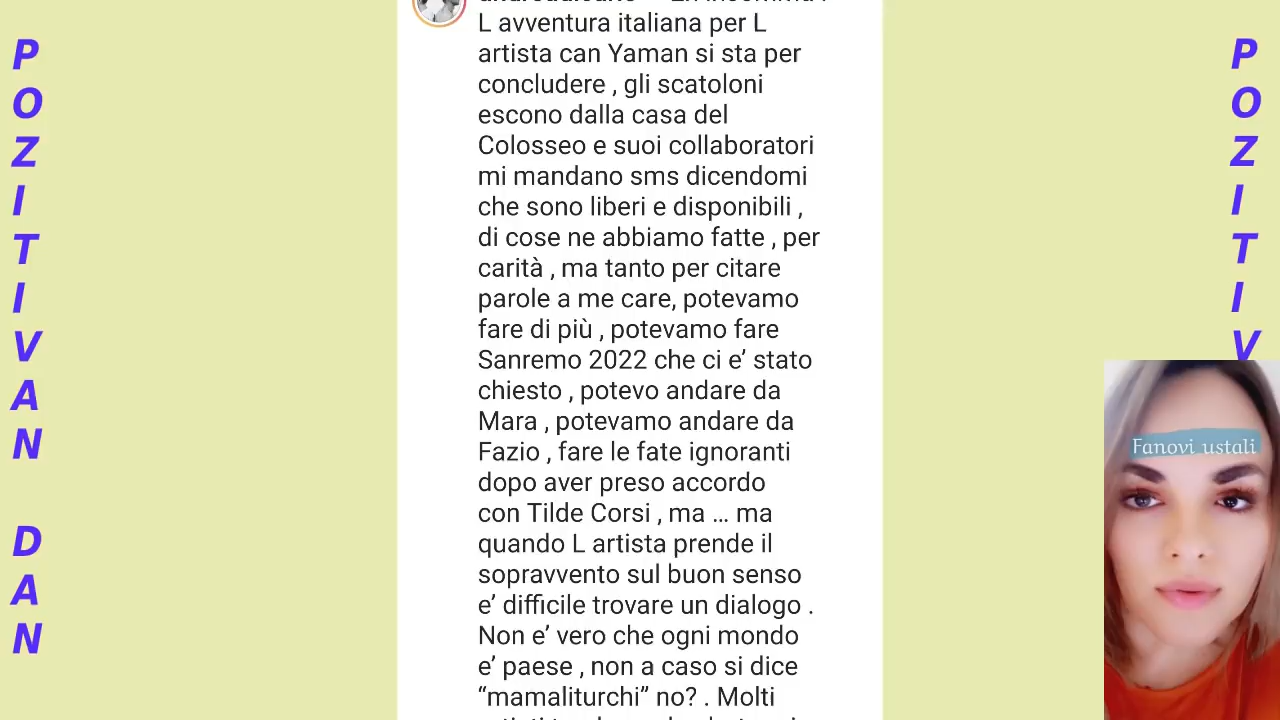 L avventura italiana per L
artista can Yaman si sta per
concludere , gli scatoloni
escono dalla casa del
Colosseo e suoi collaboratori
mi mandano sms dicendomi
che sono liberi e disponibili ,
di cose ne abbiamo fatte , per
carità , ma tanto per citare
parole a me care, potevamo
fare di più , potevamo fare
Sanremo 2022 che ci e’ stato
chiesto , potevo andare da
Mara , potevamo andare da
Fazio , fare le fate ignoranti
dopo aver preso accordo
con Tilde Corsi , ma … ma
quando L artista prende il
sopravvento sul buon senso
e’ difficile trovare un dialogo .
Non e’ vero che ogni mondo
e’ paese , non a caso si dice
“mamaliturchi” no? . Molti
POZITIVAN DAN
POZITIV
Fanovi ustali